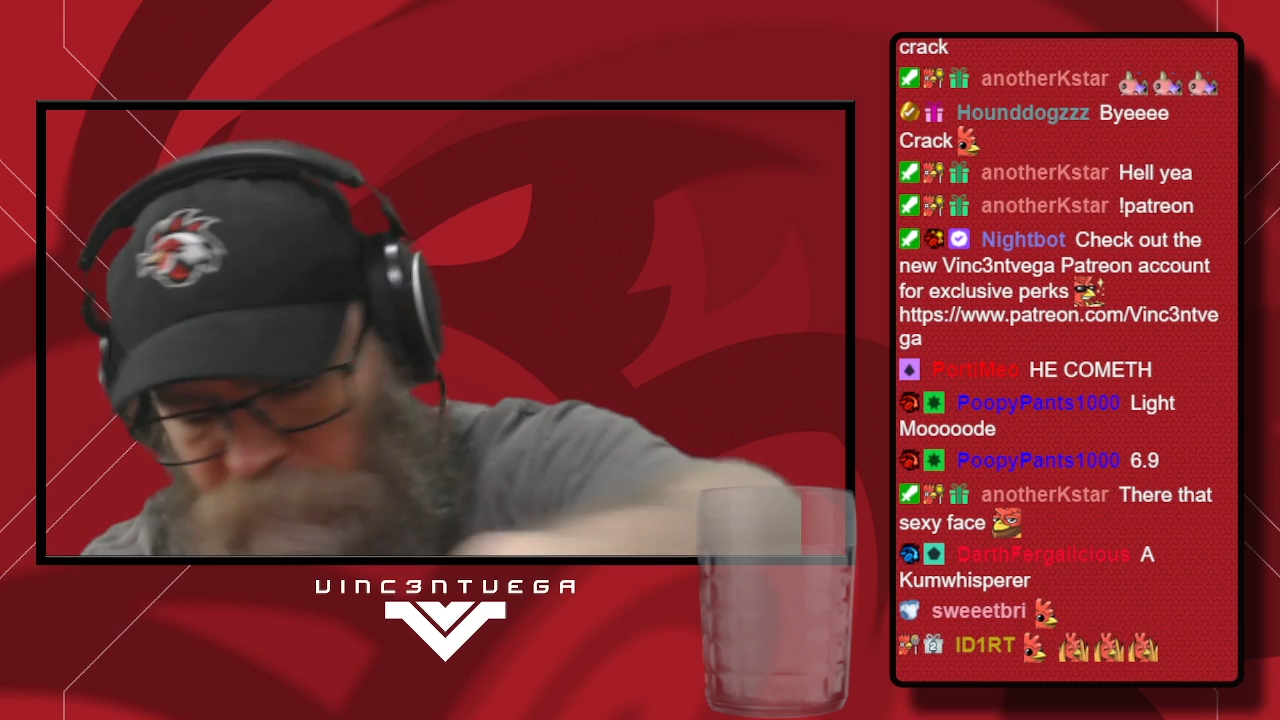 crack
anotherKstar
Hounddogzzz Byeeee
Crack
anotherKstar Hell yea
anotherKstar !patreon
Nightbot Check out the
new Vinc3ntvega Patreon account
for exclusive perks
https://www.patreon.com/Vinc3ntve
ga
PortiMeo HE COMETH
PoopyPants1000 Light
Mooooode
PoopyPants1000 6.9
anotherKstar There that
sexy face
DarthFergalicious A
Kumwhisperer
sweeetbri
ID1RT
VINC3NTVEGA